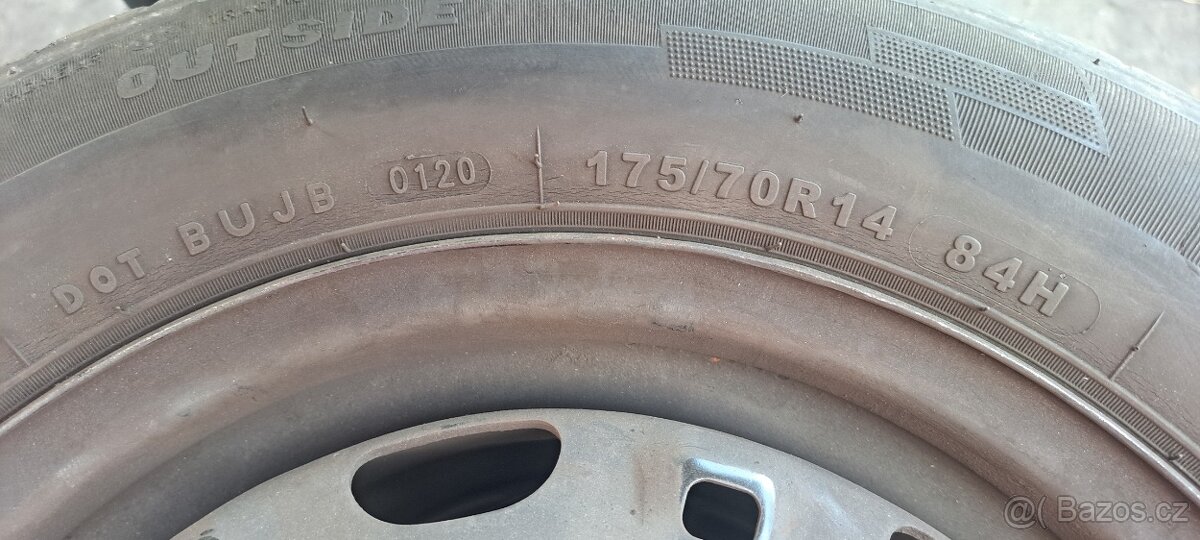 OUTSIDE
DOT BUJB 0120 175/70R14 84H
@( Bazos.cz